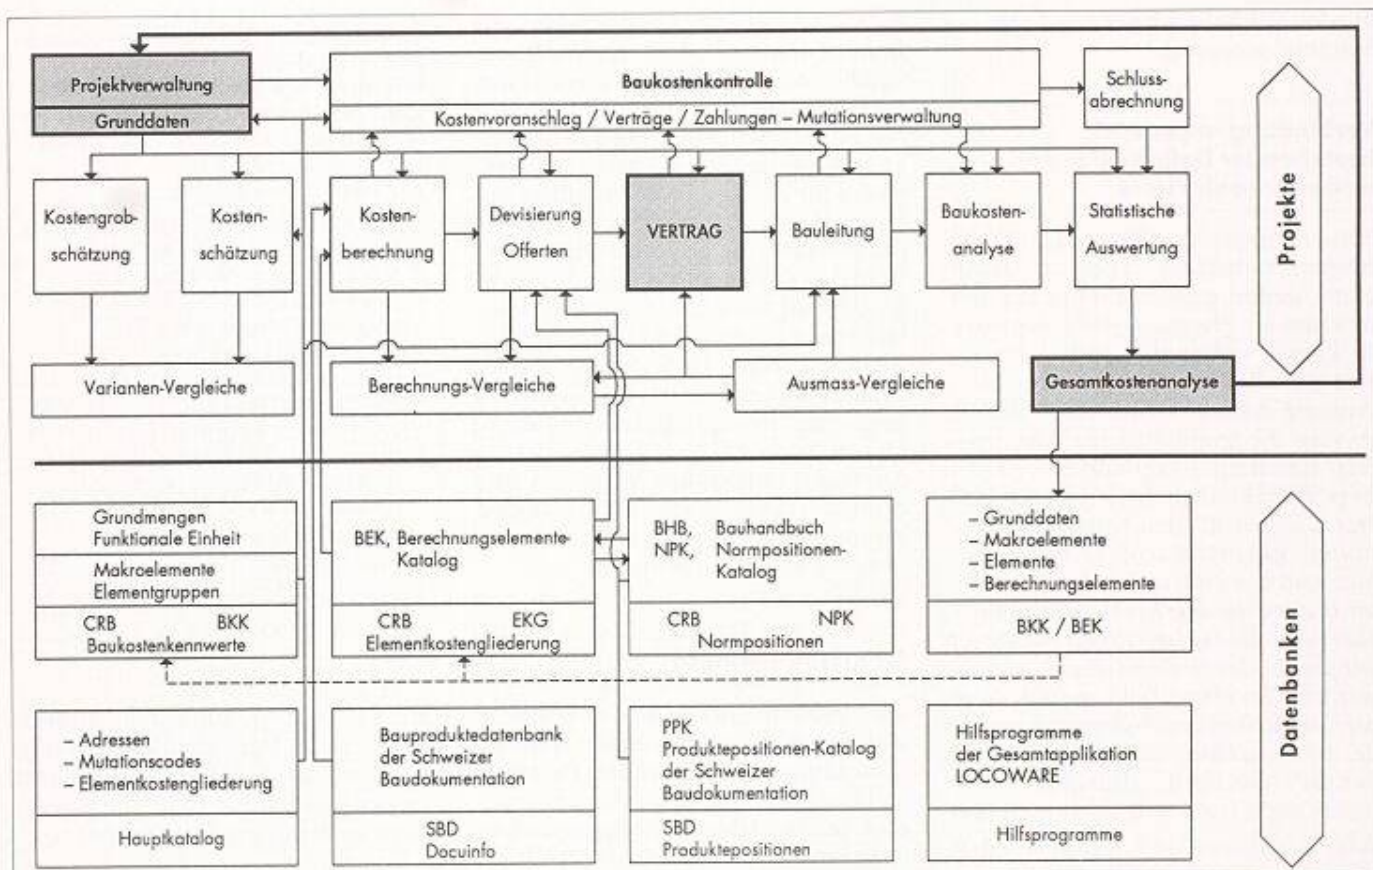 Projektverwaltung
Grunddaten
Baukostenkontrolle
Kostenvoranschlag / Verträge / Zahlungen – Mutationsverwaltung
Schluss-
abrechnung
Kostengrob-
schätzung
Kosten-
schätzung
Kosten-
berechnung
Devisierung
Offerten
VERTRAG
Bauleitung
Baukosten-
analyse
Statistische
Auswertung
Projekte
Varianten-Vergleiche
Berechnungs-Vergleiche
Ausmass-Vergleiche
Gesamtkostenanalyse
Grundmengen
Funktionale Einheit
Makroelemente
Elementgruppen
CRB BKK
Baukostenkennwerte
BEK, Berechnungselemente-
Katalog
CRB EKG
Elementkostengliederung
BHB, Bauhandbuch
NPK, Normpositionen-
Katalog
CRB NPK
Normpositionen
– Grunddaten
– Makroelemente
– Elemente
– Berechnungselemente
BKK / BEK
– Adressen
– Mutationscodes
– Elementkostengliederung
Hauptkatalog
Bauproduktedatenbank
der Schweizer
Baudokumentation
SBD
Docuinfo
PPK
Produktepositionen-Katalog
der Schweizer
Baudokumentation
SBD
Produktepositionen
Hilfsprogramme
der Gesamtapplikation
LOCOWARE
Hilfsprogramme
Datenbanken